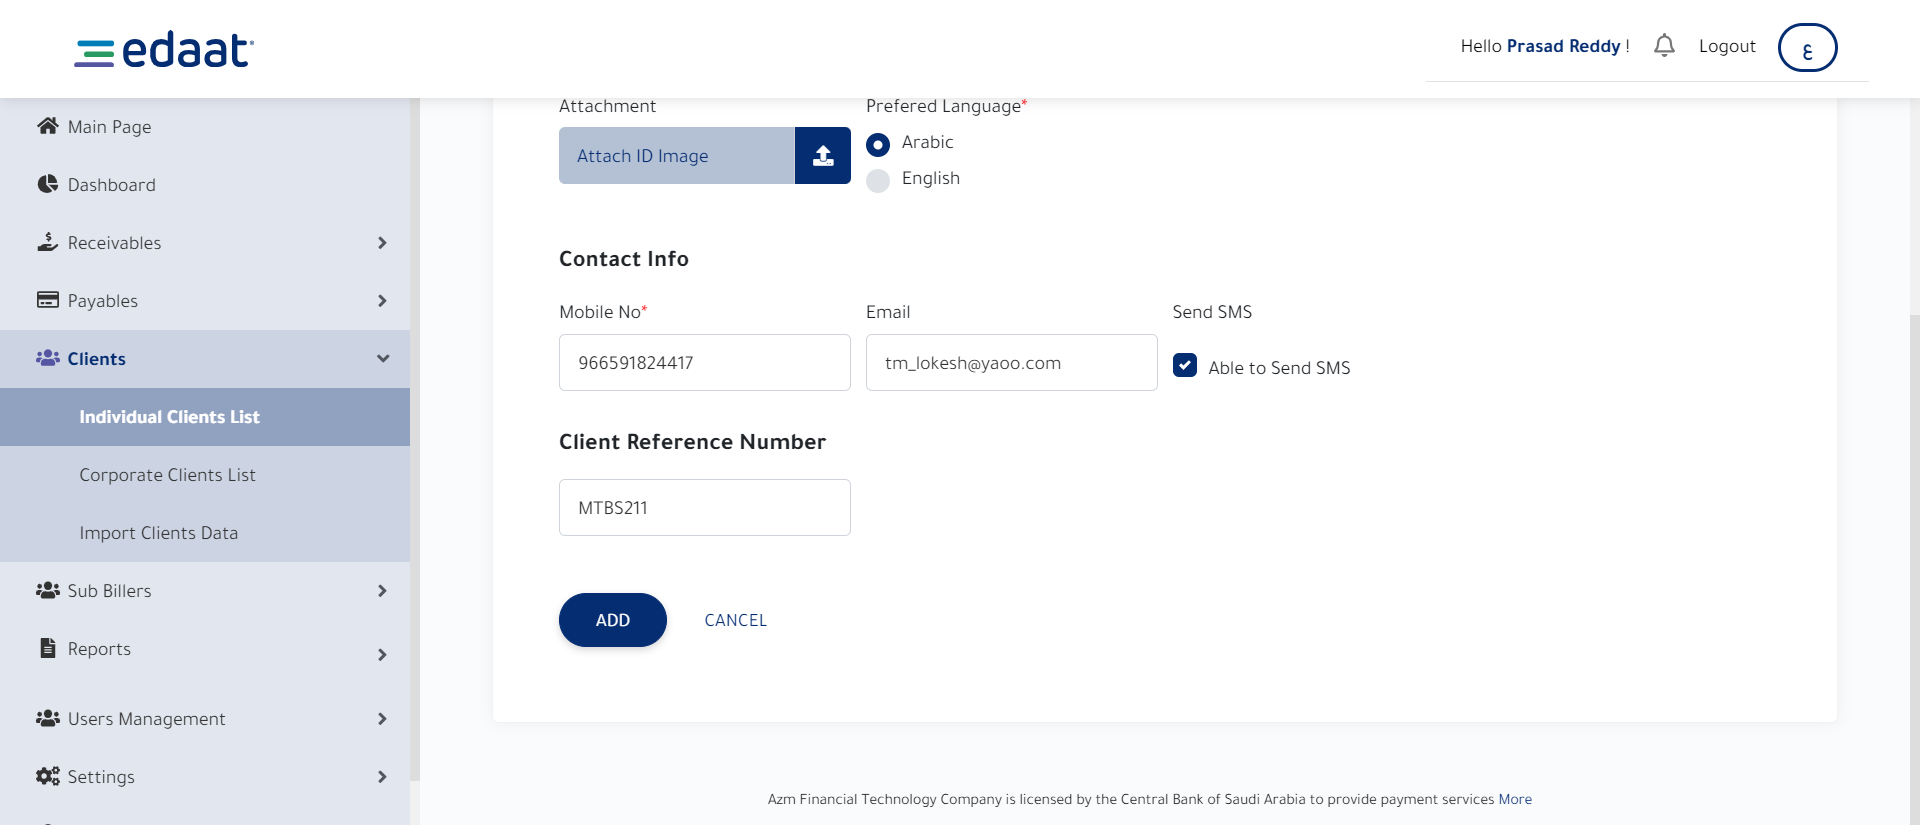 edaat
Hello Prasad Reddy !
Logout
ع
Main Page
Dashboard
Receivables
Payables
Clients
Individual Clients List
Corporate Clients List
Import Clients Data
Sub Billers
Reports
Users Management
Settings
Attachment
Attach ID Image
Prefered Language*
Arabic
English
Contact Info
Mobile No*
966591824417
Email
tm_lokesh@yaoo.com
Send SMS
Able to Send SMS
Client Reference Number
MTBS211
ADD
CANCEL
Azm Financial Technology Company is licensed by the Central Bank of Saudi Arabia to provide payment services More